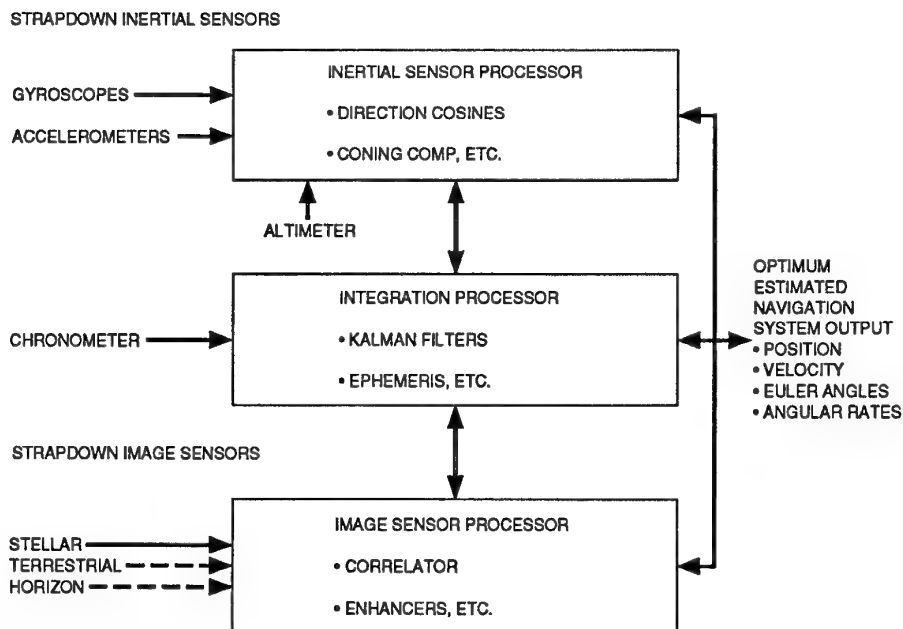 STRAPDOWN INERTIAL SENSORS
INERTIAL SENSOR PROCESSOR
GYROSCOPES
• DIRECTION COSINES
ACCELEROMETERS
• CONING COMP, ETC.
ALTIMETER
OPTIMUM
ESTIMATED
NAVIGATION
SYSTEM OUTPUT
• POSITION
• VELOCITY
• EULER ANGLES
• ANGULAR RATES
INTEGRATION PROCESSOR
CHRONOMETER
• KALMAN FILTERS
• EPHEMERIS, ETC.
STRAPDOWN IMAGE SENSORS
IMAGE SENSOR PROCESSOR
STELLAR
TERRESTRIAL
HORIZON
• CORRELATOR
• ENHANCERS, ETC.